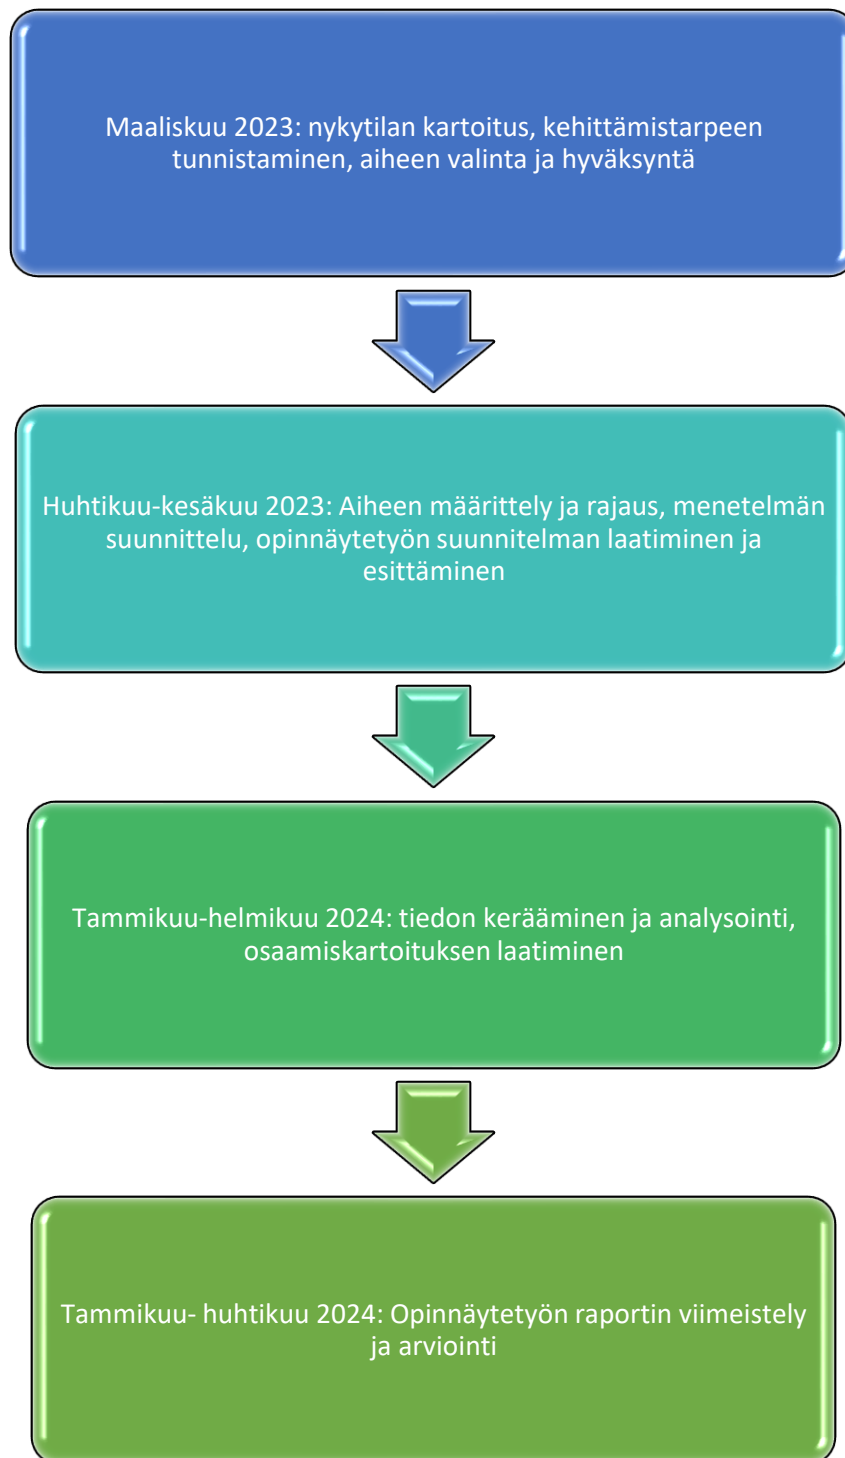 Maaliskuu 2023: nykytilan kartoitus, kehittämistarpeen
tunnistaminen, aiheen valinta ja hyväksyntä
Huhtikuu-kesäkuu 2023: Aiheen määrittely ja rajaus, menetelmän
suunnittelu, opinnäytetyön suunnitelman laatiminen ja
esittäminen
Tammikuu-helmikuu 2024: tiedon kerääminen ja analysointi,
osaamiskartoituksen laatiminen
Tammikuu- huhtikuu 2024: Opinnäytetyön raportin viimeistely
ja arviointi